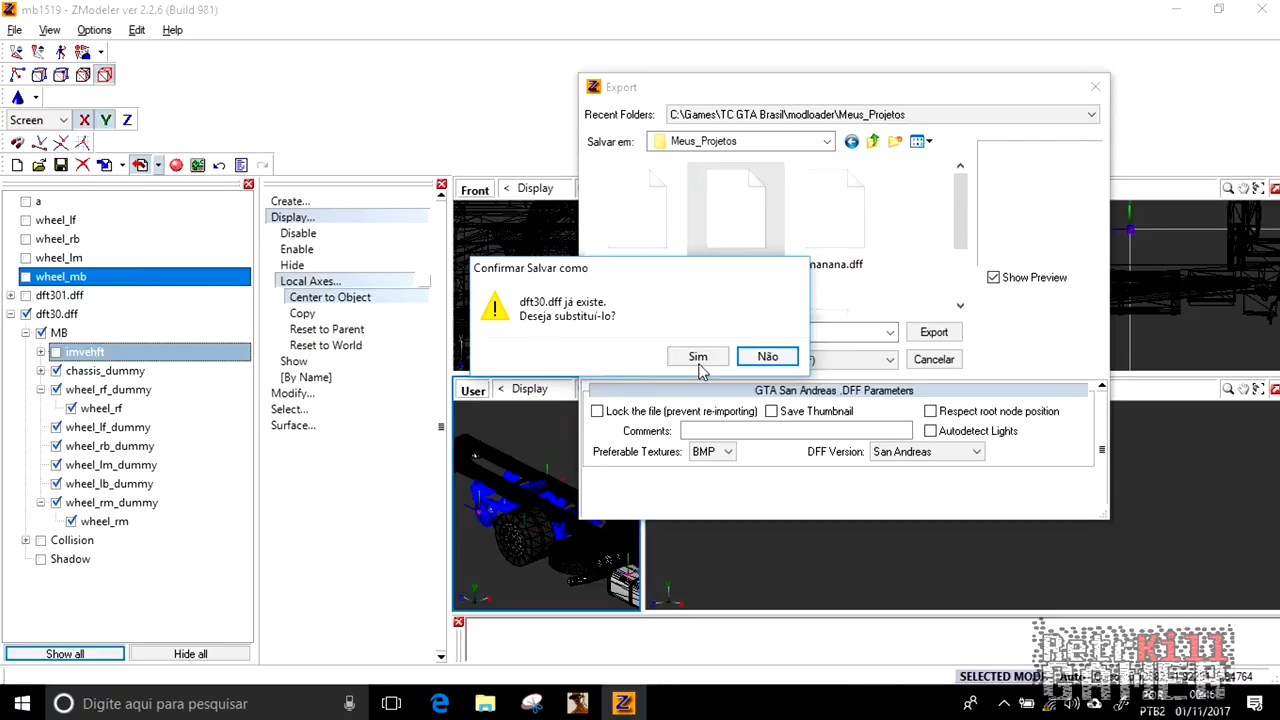 mb1519 - ZModeler ver 2.2.6 (Build 981)
File View Options Edit Help
Screen X Y Z
a
wheel_lf
wheel_rb
wheel_lm
wheel_mb
dft301.dff
dft30.dff
MB
imvehft
chassis_dummy
wheel_rf_dummy
wheel_rf
wheel_lf_dummy
wheel_rb_dummy
wheel_lm_dummy
wheel_lb_dummy
wheel_rm_dummy
wheel_rm
Collision
Shadow
Show all Hide all
Create...
Display...
Disable
Enable
Hide
Local Axes...
Center to Object
Copy
Reset to Parent
Reset to World
Show
[By Name]
Modify...
Select...
Surface...
Front < Display
User < Display
Export
Recent Folders: C:\Games\TC GTA Brasil\modloader\Meus_Projetos
Salvar em: Meus_Projetos
nanana.dff
Show Preview
Export
Cancelar
Confirmar Salvar como
dft30.dff já existe.
Deseja substituí-lo?
Sim Não
GTA San Andreas .DFF Parameters
Lock the file (prevent re-importing) Save Thumbnail Respect root node position
Comments: Autodetect Lights
Preferable Textures: BMP DFF Version: San Andreas
RetrKill
GAMER
SELECTED MODE
Digite aqui para pesquisar
PTB2 01/11/2017